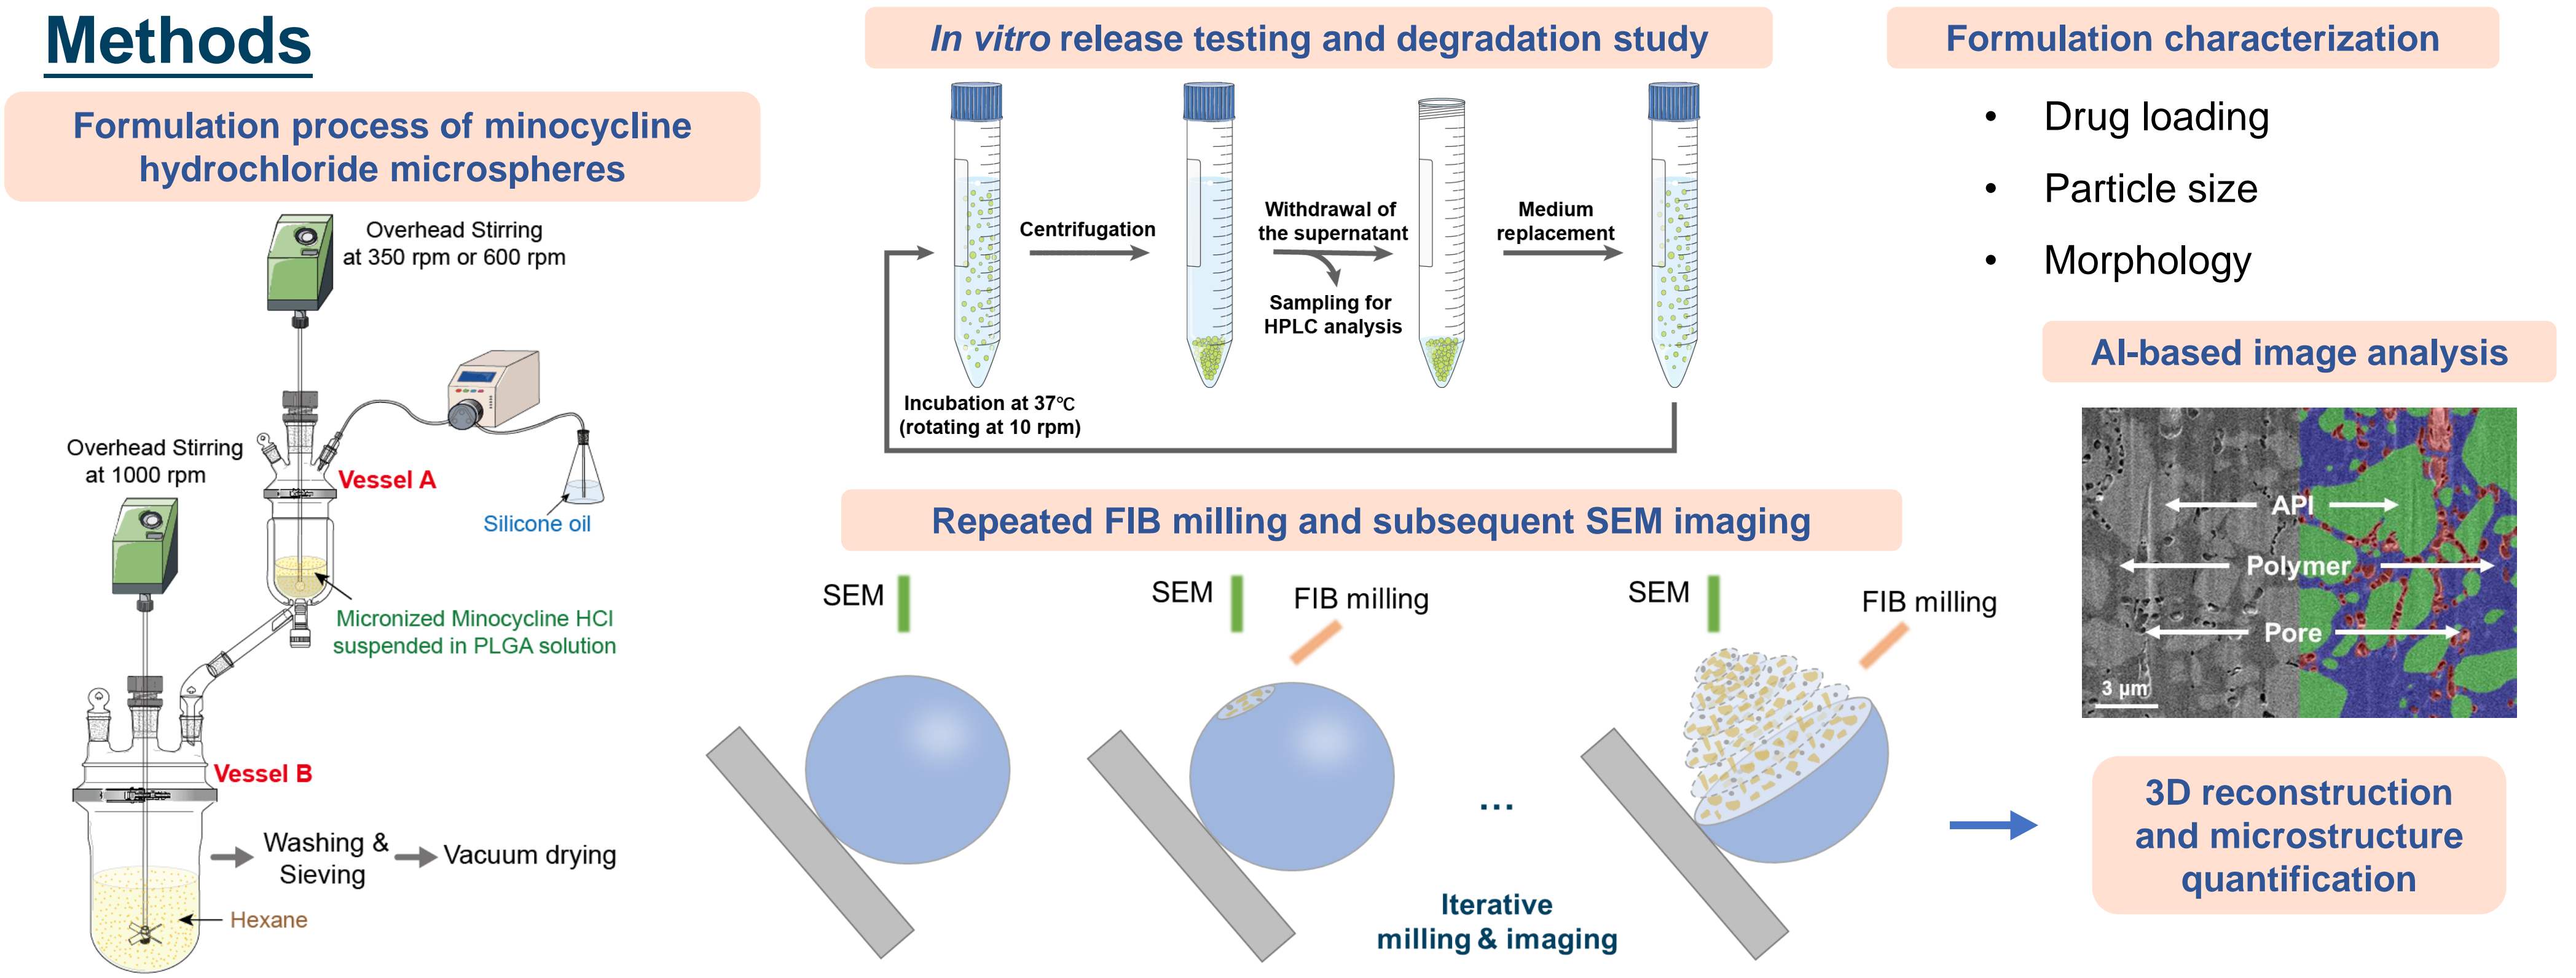 Methods
Formulation process of minocycline
hydrochloride microspheres
Overhead Stirring
at 350 rpm or 600 rpm
Overhead Stirring
at 1000 rpm
Vessel A
Silicone oil
Micronized Minocycline HCl
suspended in PLGA solution
Vessel B
Washing &
Sieving
Vacuum drying
Hexane
In vitro release testing and degradation study
Centrifugation
Withdrawal of
the supernatant
Sampling for
HPLC analysis
Medium
replacement
Incubation at 37℃
(rotating at 10 rpm)
Repeated FIB milling and subsequent SEM imaging
SEM
SEM
FIB milling
SEM
FIB milling
...
Iterative
milling & imaging
Formulation characterization
• Drug loading
• Particle size
• Morphology
AI-based image analysis
API
Polymer
Pore
3 μm
3D reconstruction
and microstructure
quantification